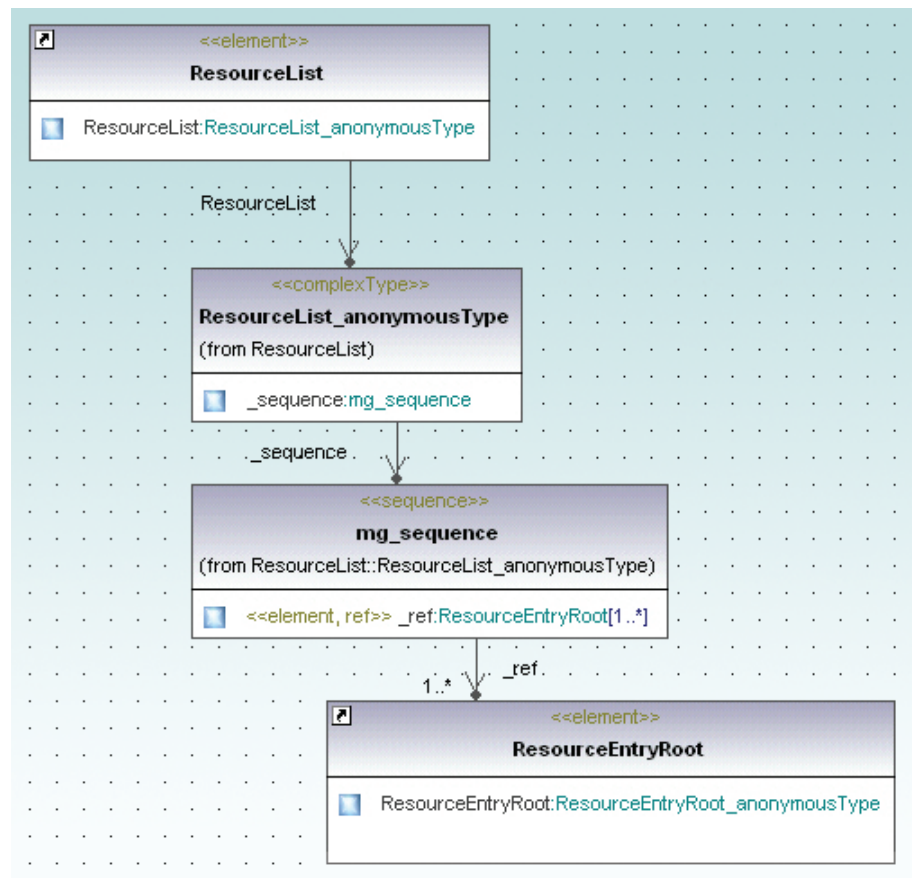 <<element>>
ResourceList
ResourceList:ResourceList_anonymousType
ResourceList
<<complexType>>
ResourceList_anonymousType
(from ResourceList)
_sequence:mg_sequence
_sequence
<<sequence>>
mg_sequence
(from ResourceList::ResourceList_anonymousType)
<<element, ref>> _ref:ResourceEntryRoot[1..*]
_ref
1..*
<<element>>
ResourceEntryRoot
ResourceEntryRoot:ResourceEntryRoot_anonymousType